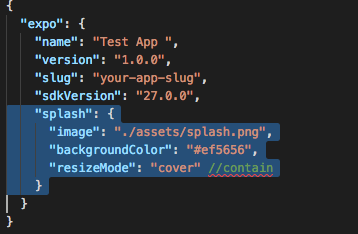 {
"expo": {
"name": "Test App ",
"version": "1.0.0",
"slug": "your-app-slug",
"sdkVersion": "27.0.0",
"splash": {
"image": "./assets/splash.png",
"backgroundColor": "#ef5656",
"resizeMode": "cover" //contain
}
}
}